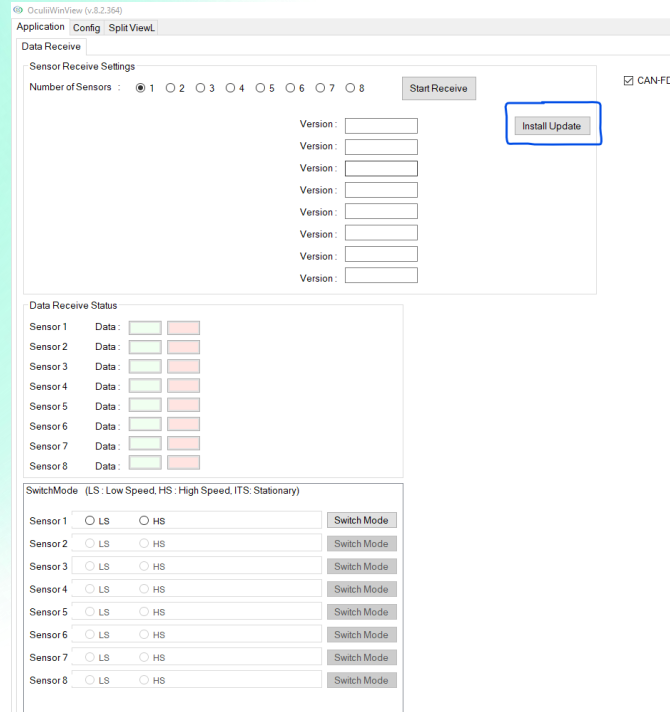 OculiiWinView (v.8.2.364)
Application Config Split ViewL
Data Receive
Sensor Receive Settings
Number of Sensors : 1 2 3 4 5 6 7 8 Start Receive
CAN-FD
Version :
Install Update
Version :
Version :
Version :
Version :
Version :
Version :
Version :
Data Receive Status
Sensor 1 Data :
Sensor 2 Data :
Sensor 3 Data :
Sensor 4 Data :
Sensor 5 Data :
Sensor 6 Data :
Sensor 7 Data :
Sensor 8 Data :
SwitchMode (LS : Low Speed, HS : High Speed, ITS: Stationary)
Sensor 1 LS HS Switch Mode
Sensor 2 LS HS Switch Mode
Sensor 3 LS HS Switch Mode
Sensor 4 LS HS Switch Mode
Sensor 5 LS HS Switch Mode
Sensor 6 LS HS Switch Mode
Sensor 7 LS HS Switch Mode
Sensor 8 LS HS Switch Mode